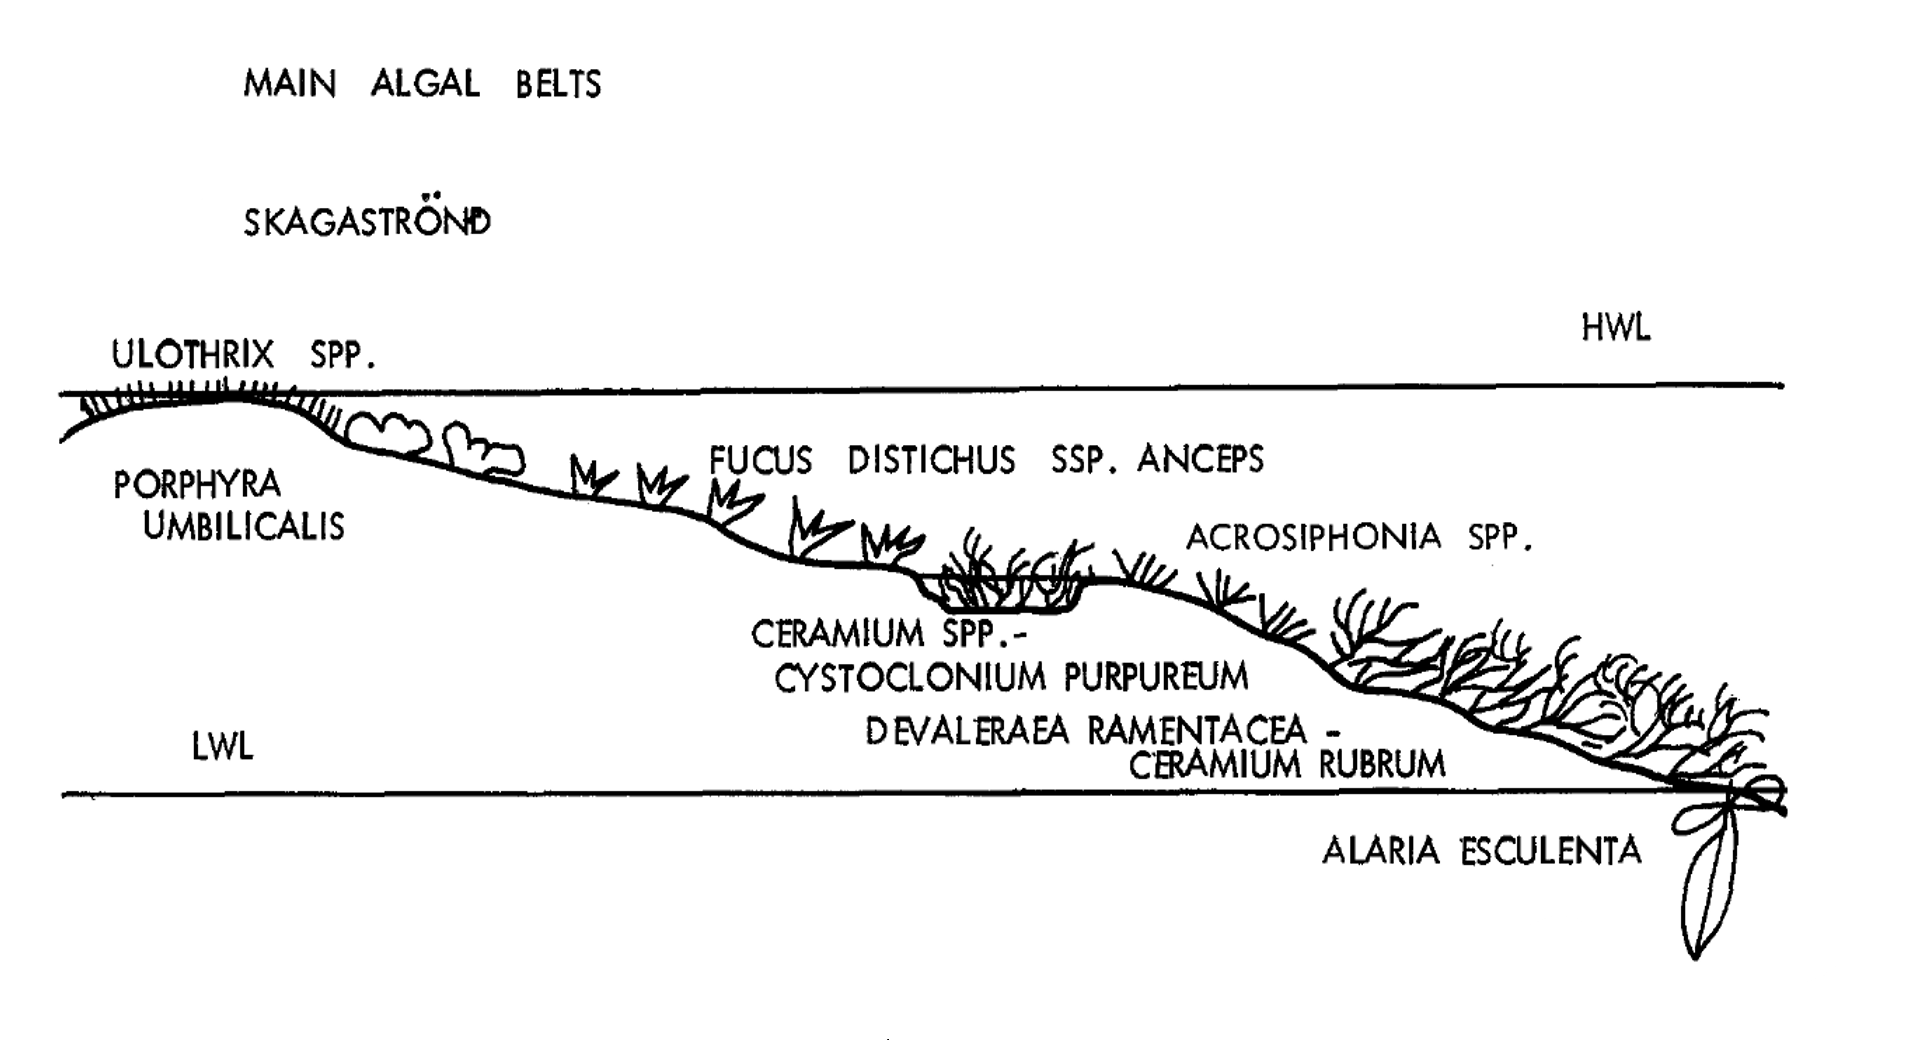 MAIN ALGAL BELTS
SKAGASTRÖND
HWL
ULOTHRIX SPP.
FUCUS DISTICHUS SSP. ANCEPS
PORPHYRA
UMBILICALIS
ACROSIPHONIA SPP.
CERAMIUM SPP.-
CYSTOCLONIUM PURPUREUM
DEVALERAEA RAMENTACEA -
LWL
CERAMIUM RUBRUM
ALARIA ESCULENTA